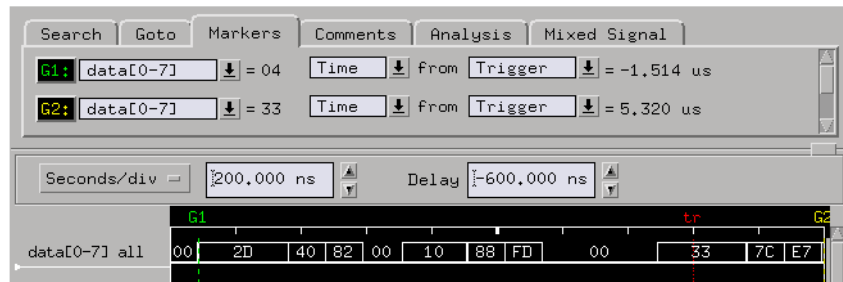 Search Goto Markers Comments Analysis Mixed Signal
G1: data[0-7] = 04 Time from Trigger = -1.514 us
G2: data[0-7] = 33 Time from Trigger = 5.320 us
Seconds/div 200.000 ns Delay -600.000 ns
G1 tr G2
data[0-7] all 00 2D 40 82 00 10 88 FD 00 33 7C E7